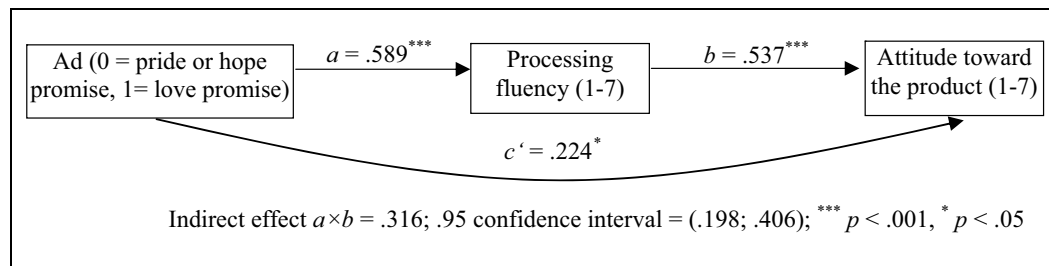 Ad (0 = pride or hope
promise, 1= love promise)
a = .589***
Processing
fluency (1-7)
b = .537***
Attitude toward
the product (1-7)
c‘ = .224*
Indirect effect a×b = .316; .95 confidence interval = (.198; .406); *** p < .001, * p < .05